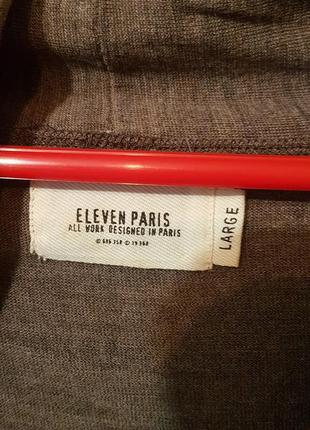 ELEVEN PARIS
ALL WORK DESIGNED IN PARIS
LARGE